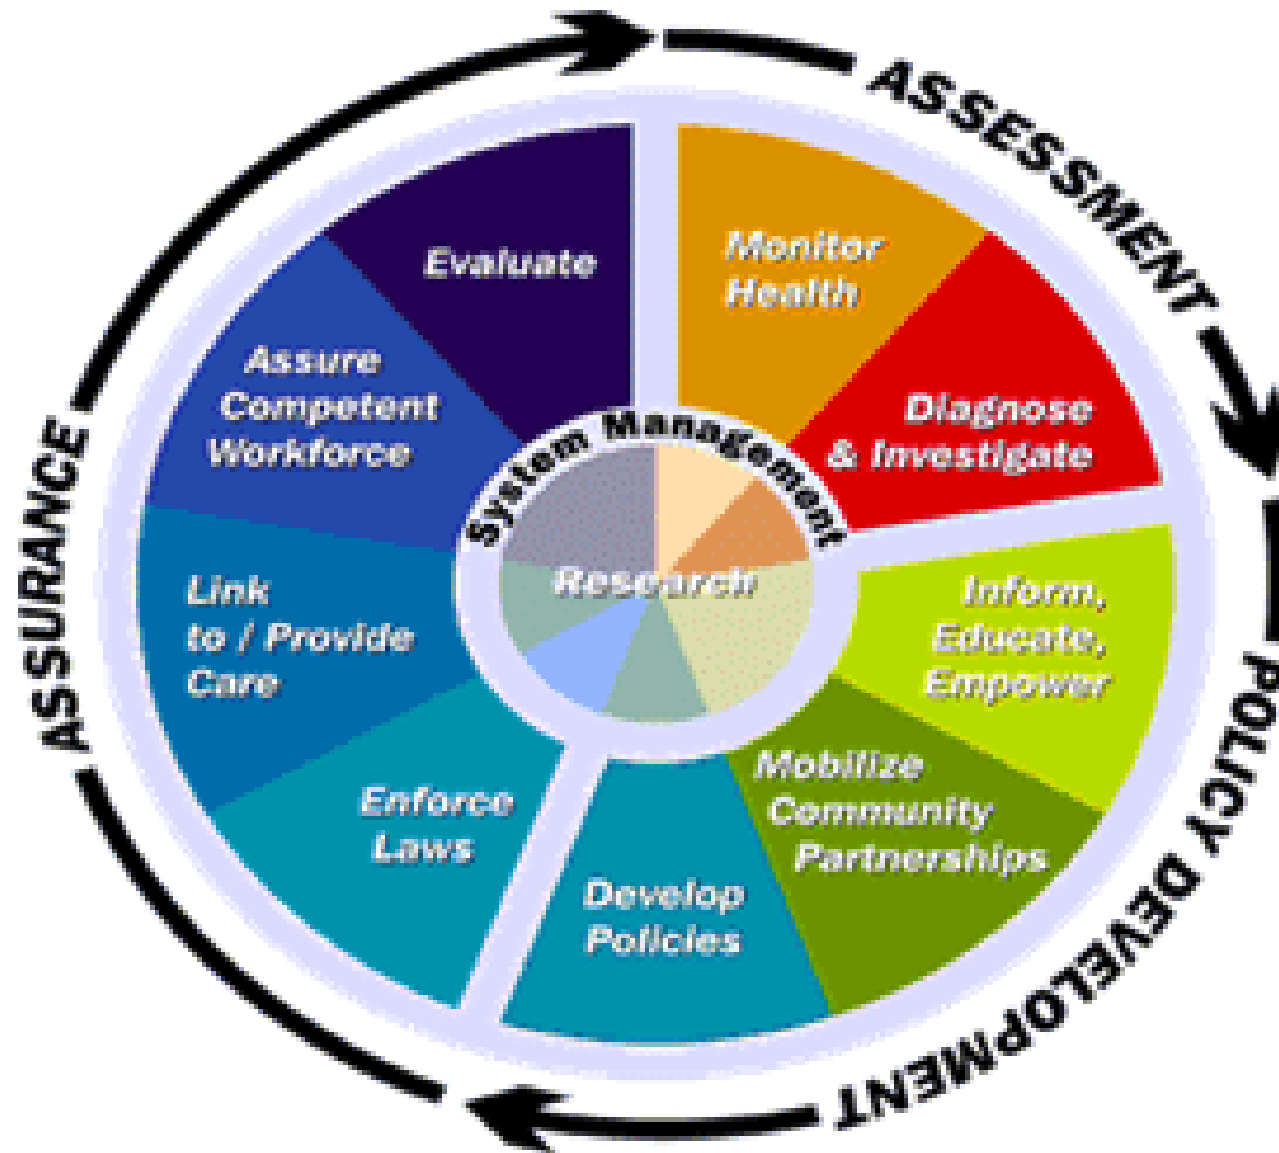 ASSESSMENT
POLICY DEVELOPMENT
ASSURANCE
Monitor
Health
Diagnose
& Investigate
Inform,
Educate,
Empower
Mobilize
Community
Partnerships
Develop
Policies
Enforce
Laws
Link
to / Provide
Care
Assure
Competent
Workforce
Evaluate
System Management
Research